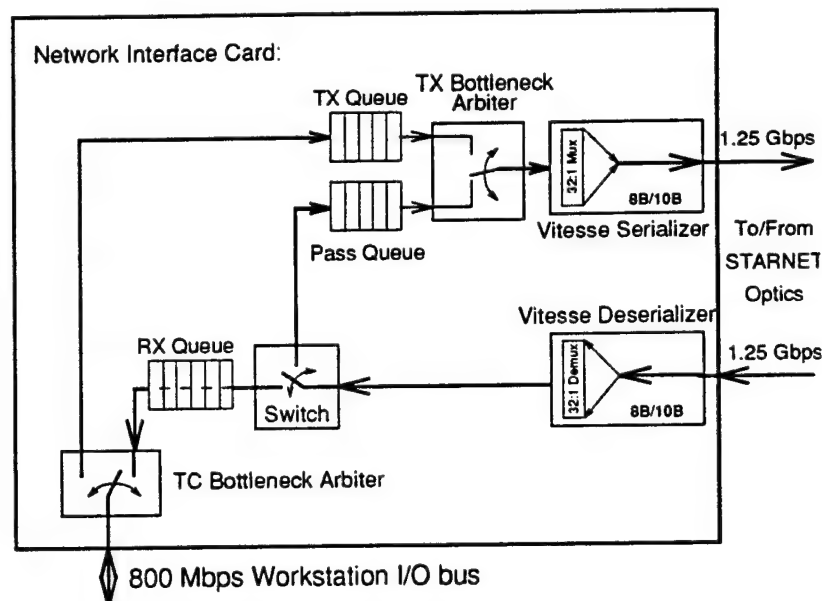 Network Interface Card:
TX Queue
TX Bottleneck
Arbiter
1.25 Gbps
32:1 Mux
8B/10B
Pass Queue
Vitesse Serializer
To/From
STARNET
Optics
Vitesse Deserializer
RX Queue
1.25 Gbps
32:1 Demux
8B/10B
Switch
TC Bottleneck Arbiter
800 Mbps Workstation I/O bus